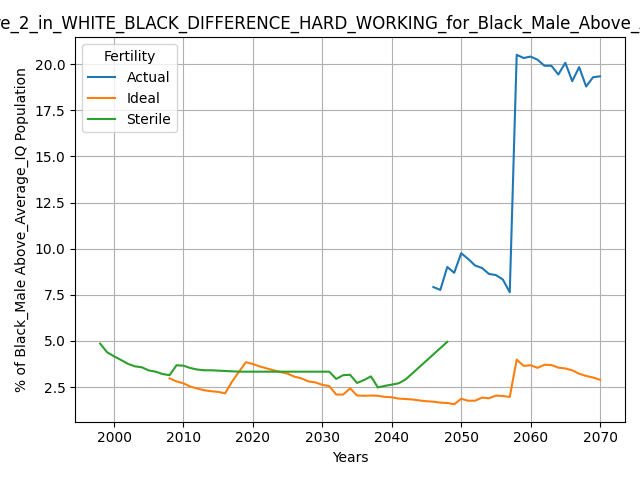 e_2_in_WHITE_BLACK_DIFFERENCE_HARD_WORKING_for_Black_Male_Above_
Fertility
Actual
Ideal
Sterile
% of Black_Male Above_Average_IQ Population
20.0
17.5
15.0
12.5
10.0
7.5
5.0
2.5
2000 2010 2020 2030 2040 2050 2060 2070
Years